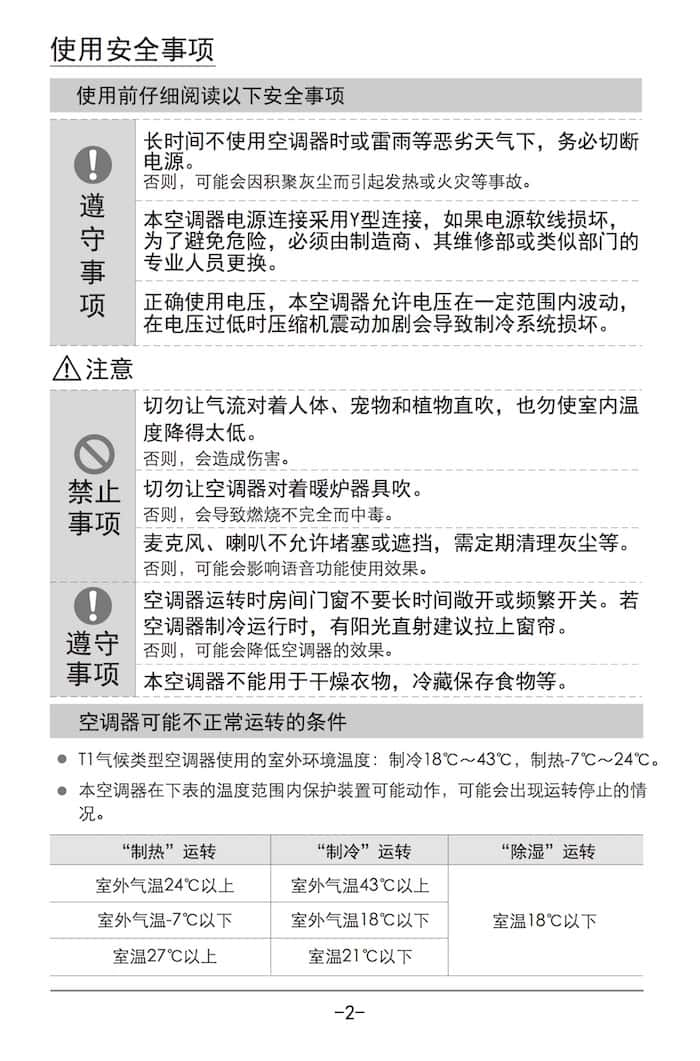 使用安全事项
使用前仔细阅读以下安全事项
遵
守
事
项
长时间不使用空调器时或雷雨等恶劣天气下，务必切断
电源。
否则，可能会因积聚灰尘而引起发热或火灾等事故。
本空调器电源连接采用Y型连接，如果电源软线损坏，
为了避免危险，必须由制造商、其维修部或类似部门的
专业人员更换。
正确使用电压，本空调器允许电压在一定范围内波动，
在电压过低时压缩机震动加剧会导致制冷系统损坏。
注意
禁止
事项
切勿让气流对着人体、宠物和植物直吹，也勿使室内温
度降得太低。
否则，会造成伤害。
切勿让空调器对着暖炉器具吹。
否则，会导致燃烧不完全而中毒。
麦克风、喇叭不允许堵塞或遮挡，需定期清理灰尘等。
否则，可能会影响语音功能使用效果。
遵守
事项
空调器运转时房间门窗不要长时间敞开或频繁开关。若
空调器制冷运行时，有阳光直射建议拉上窗帘。
否则，可能会降低空调器的效果。
本空调器不能用于干燥衣物，冷藏保存食物等。
空调器可能不正常运转的条件
● T1气候类型空调器使用的室外环境温度：制冷18℃～43℃，制热-7℃～24℃。
● 本空调器在下表的温度范围内保护装置可能动作，可能会出现运转停止的情
况。
“制热”运转 “制冷”运转 “除湿”运转
室外气温24℃以上 室外气温43℃以上
室外气温-7℃以下 室外气温18℃以下 室温18℃以下
室温27℃以上 室温21℃以下
-2-